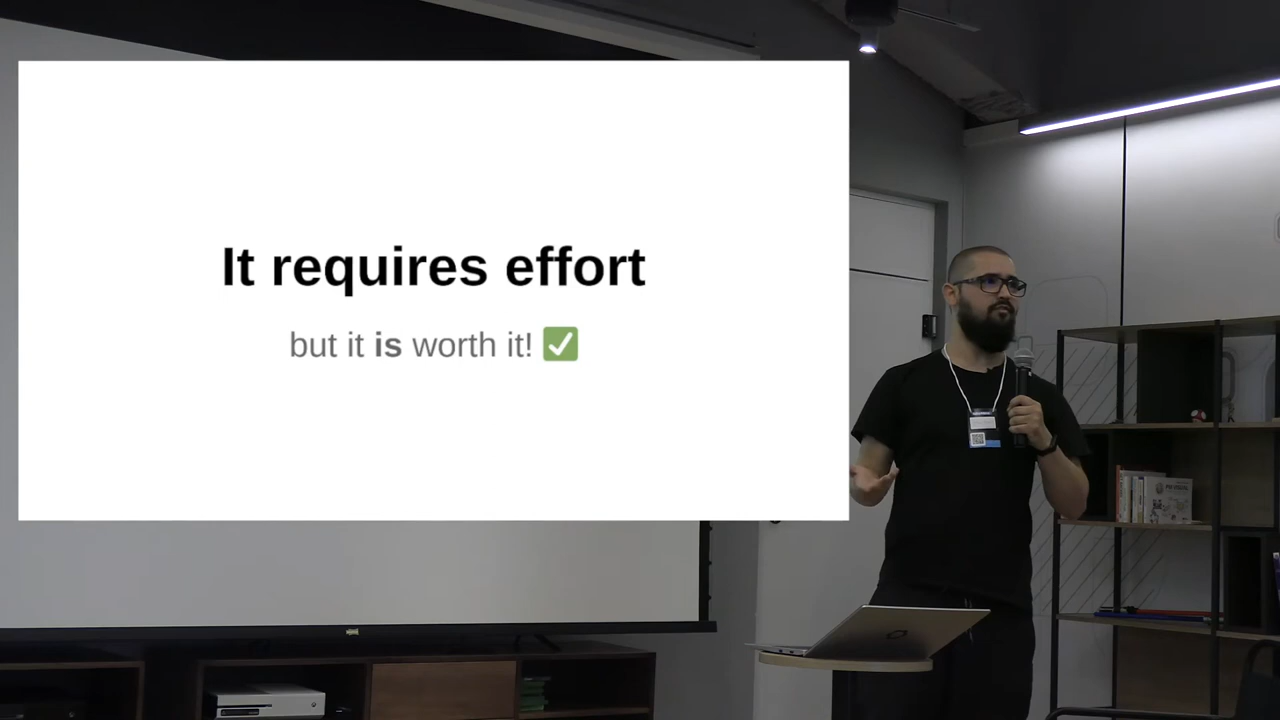 It requires effort
but it is worth it! ✅